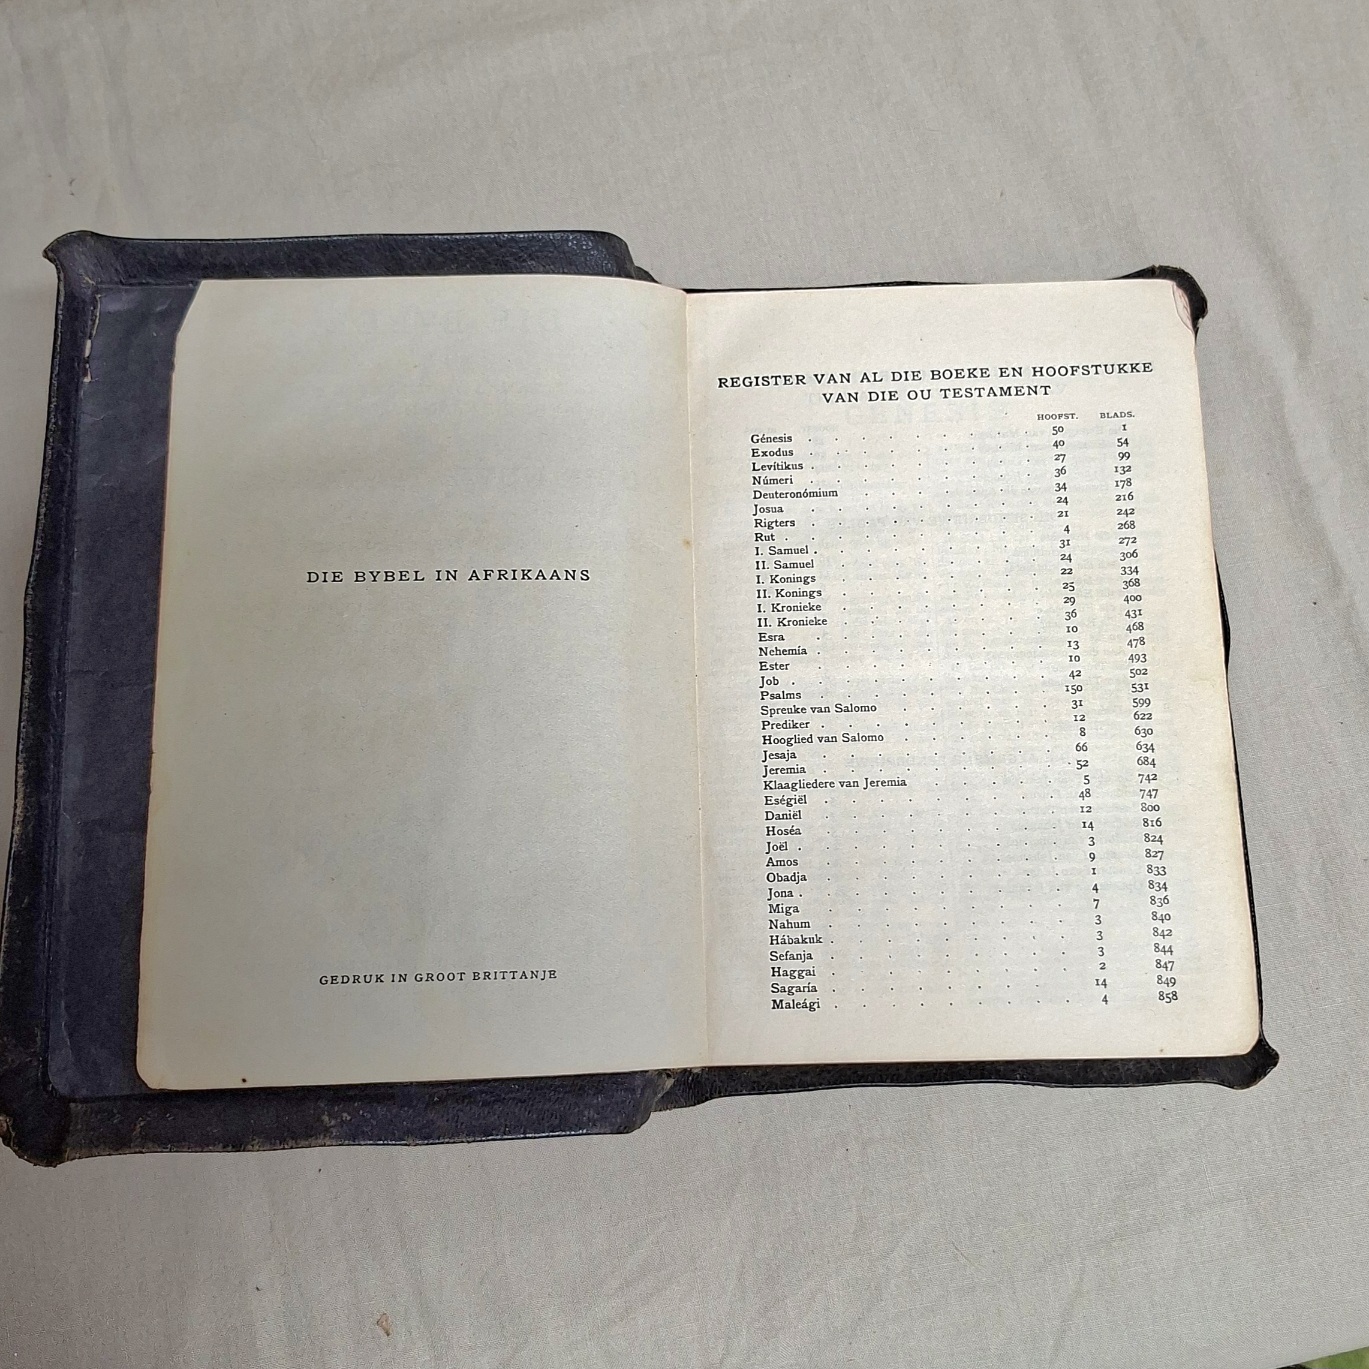 DIE BYBEL IN AFRIKAANS
GEDRUK IN GROOT BRITTANJE
REGISTER VAN AL DIE BOEKE EN HOOFSTUKKE
VAN DIE OU TESTAMENT
HOOFST. BLADS.
Génesis 50 1
Exodus 40 54
Levítikus 27 99
Númeri 36 132
Deuteronómium 34 178
Josua 24 216
Rigters 21 242
Rut 4 268
I. Samuel 31 272
II. Samuel 24 306
I. Konings 22 334
II. Konings 25 368
I. Kronieke 29 400
II. Kronieke 36 431
Esra 10 468
Nehemía 13 478
Ester 10 493
Job 42 502
Psalms 150 531
Spreuke van Salomo 31 599
Prediker 12 622
Hooglied van Salomo 8 630
Jesaja 66 634
Jeremia 52 684
Klaagliedere van Jeremia 5 742
Eségiël 48 747
Daniël 12 800
Hoséa 14 816
Joël 3 824
Amos 9 827
Obadja 1 833
Jona 4 834
Miga 7 836
Nahum 3 840
Hábakuk 3 842
Sefanja 3 844
Haggai 2 847
Sagaría 14 849
Maleági 4 858